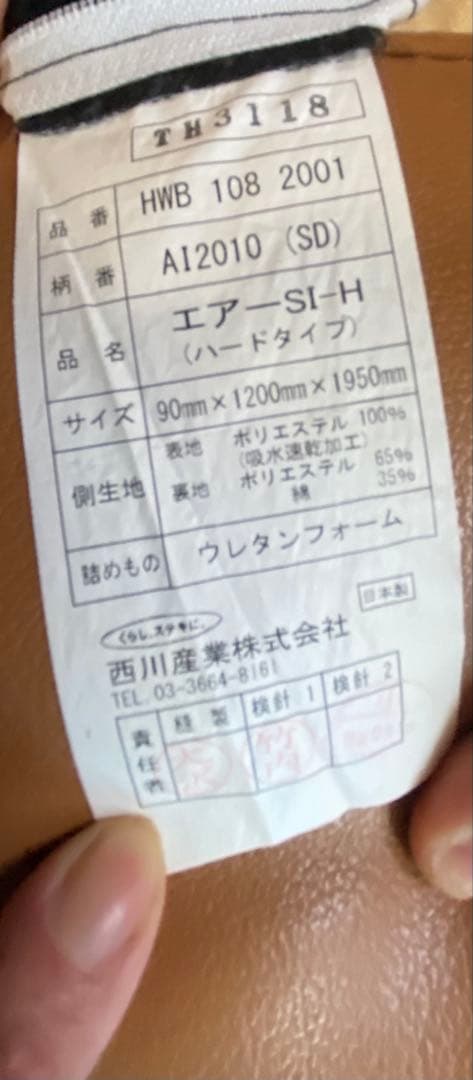 TH3118
品番 HWB 108 2001
柄番 AI2010 (SD)
品名 エアーSI-H
(ハードタイプ)
サイズ 90mm×1200mm×1950mm
側生地 表地 ポリエステル 100%
(吸水速乾加工)
裏地 ポリエステル 65%
綿 35%
詰めもの ウレタンフォーム
日本製
くらし、ステキに。
西川産業株式会社
TEL.03-3664-8161
責任者 縫製 検針1 検針2
竹内